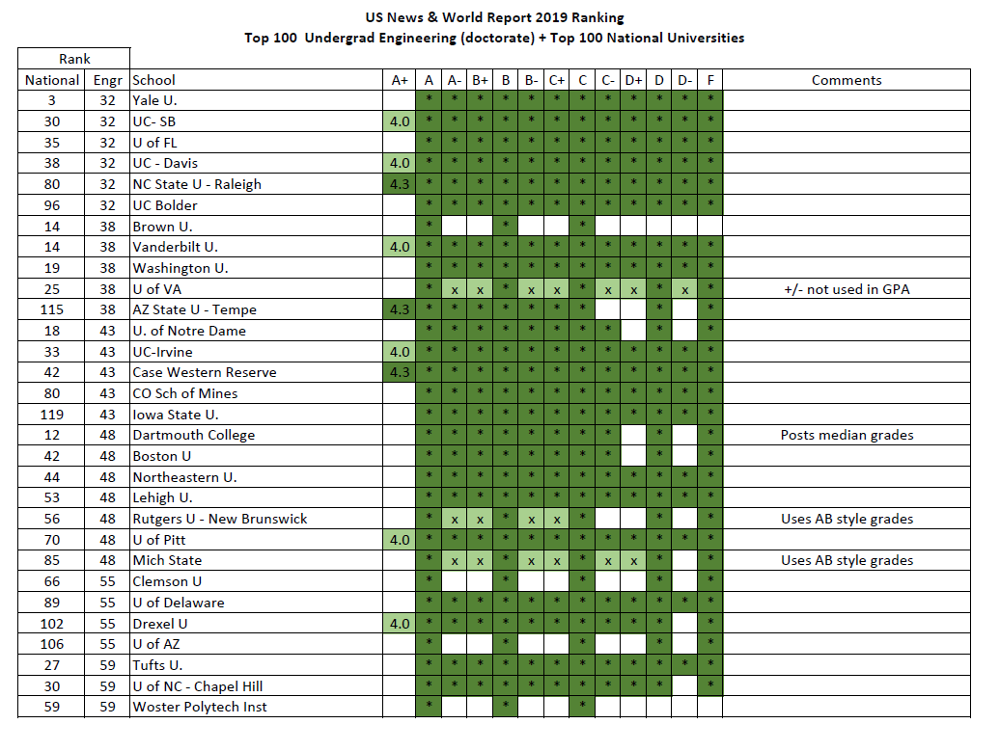 US News & World Report 2019 Ranking
Top 100 Undergrad Engineering (doctorate) + Top 100 National Universities
Rank
National Engr School A+ A A- B+ B B- C+ C C- D+ D D- F Comments
3 32 Yale U. * * * * * * * * * * * *
30 32 UC- SB 4.0 * * * * * * * * * * * *
35 32 U of FL * * * * * * * * * * * *
38 32 UC - Davis 4.0 * * * * * * * * * * * *
80 32 NC State U - Raleigh 4.3 * * * * * * * * * * * *
96 32 UC Bolder * * * * * * * * * * * *
14 38 Brown U. * * *
14 38 Vanderbilt U. 4.0 * * * * * * * * * * * *
19 38 Washington U. * * * * * * * * * * * *
25 38 U of VA * x x * x x * x x * x * +/- not used in GPA
115 38 AZ State U - Tempe 4.3 * * * * * * * * *
18 43 U. of Notre Dame * * * * * * * * * *
33 43 UC-Irvine 4.0 * * * * * * * * * * * *
42 43 Case Western Reserve 4.3 * * * * * * * * * * * *
80 43 CO Sch of Mines * * * * * * * * * * * *
119 43 Iowa State U. * * * * * * * * * * * *
12 48 Dartmouth College * * * * * * * * * * Posts median grades
42 48 Boston U * * * * * * * * * *
44 48 Northeastern U. * * * * * * * * * * * *
53 48 Lehigh U. * * * * * * * * * * * *
56 48 Rutgers U - New Brunswick * x x * x x * * * Uses AB style grades
70 48 U of Pitt 4.0 * * * * * * * * * * * *
85 48 Mich State * x x * x x * x x * * Uses AB style grades
66 55 Clemson U * * * * *
89 55 U of Delaware * * * * * * * * * * * *
102 55 Drexel U 4.0 * * * * * * * * * * *
106 55 U of AZ * * * * *
27 59 Tufts U. * * * * * * * * * * * *
30 59 U of NC - Chapel Hill * * * * * * * * * * *
59 59 Woster Polytech Inst * * *